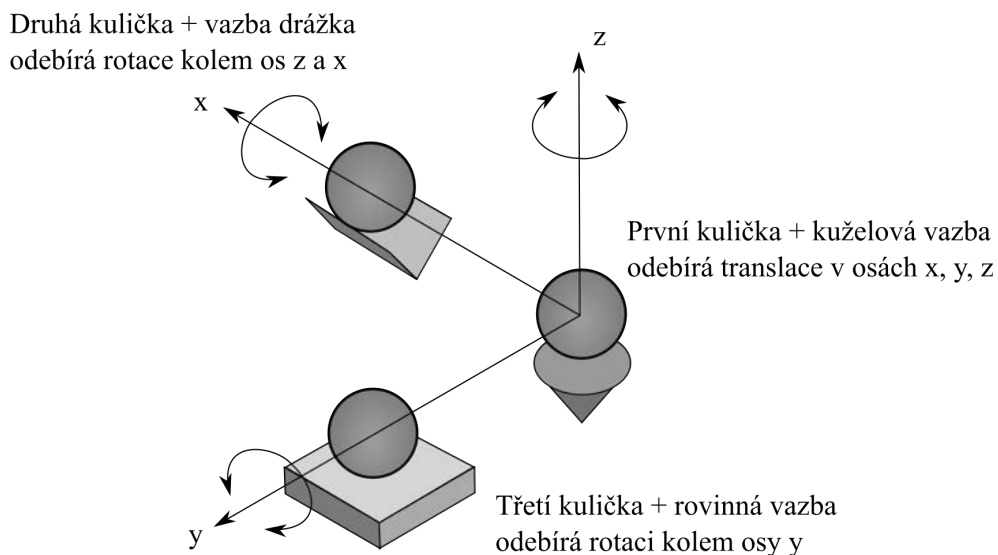 Druhá kulička + vazba drážka
odebírá rotace kolem os z a x
z
x
První kulička + kuželová vazba
odebírá translace v osách x, y, z
Třetí kulička + rovinná vazba
odebírá rotaci kolem osy y
y